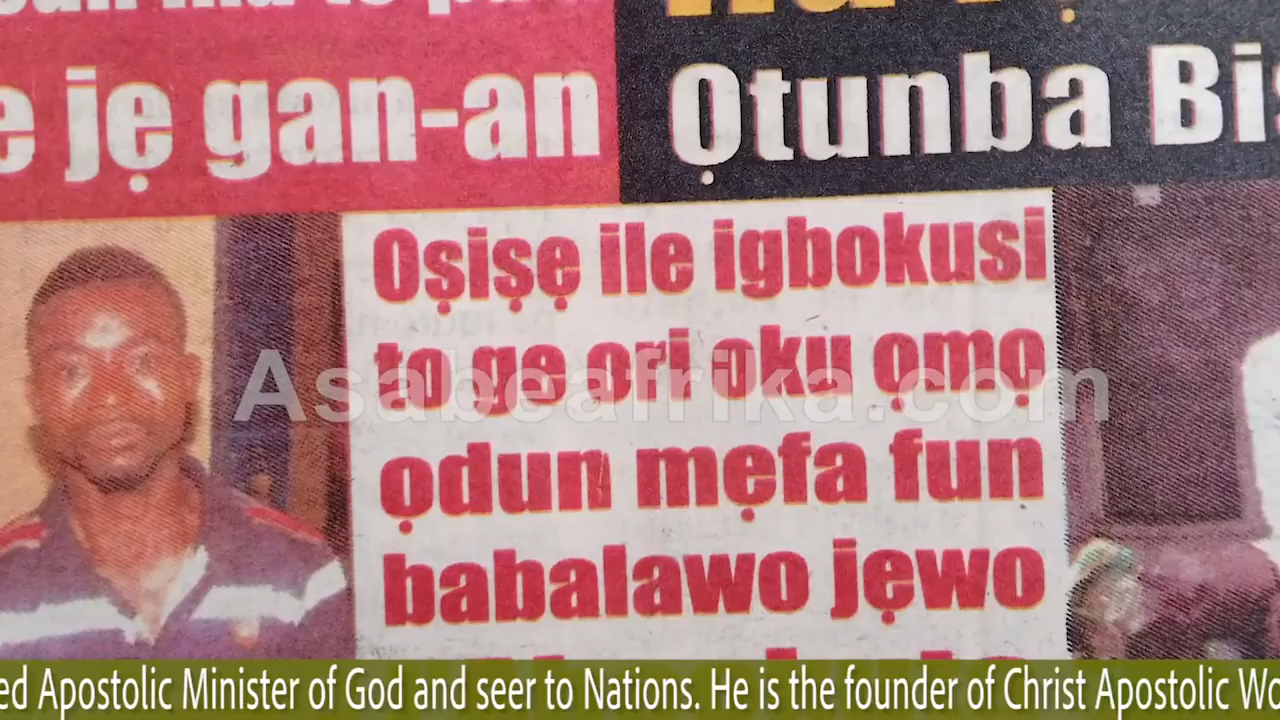 e jẹ gan-an
Ọtunba Bis
Oṣiṣẹ ile igbokusi
to ge ori oku ọmọ
ọdun mẹfa fun
babalawo jẹwo
Asabeafrika.com
ed Apostolic Minister of God and seer to Nations. He is the founder of Christ Apostolic Wo